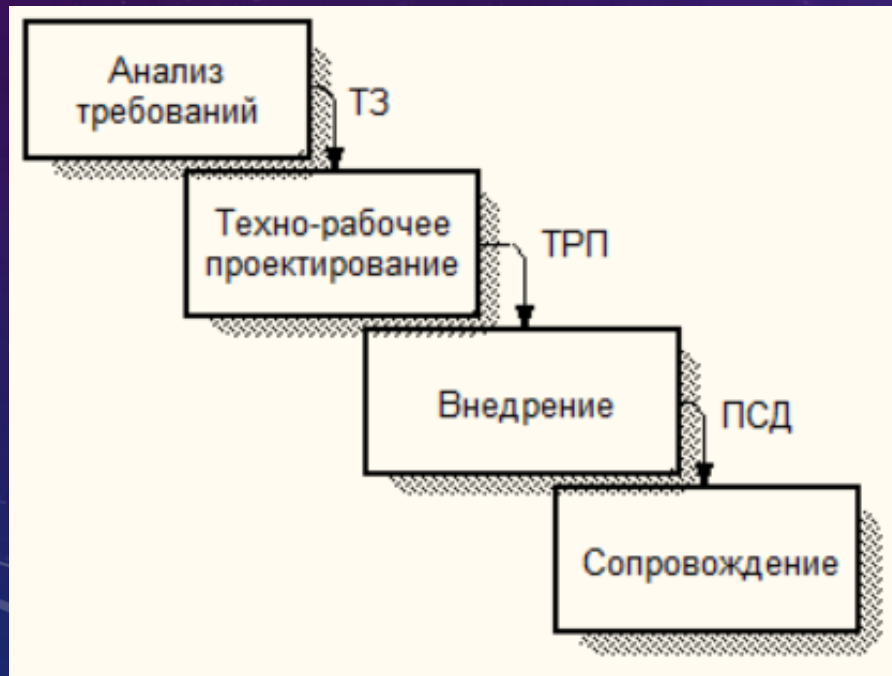 Анализ
требований
ТЗ
Техно-рабочее
проектирование
ТРП
Внедрение
ПСД
Сопровождение